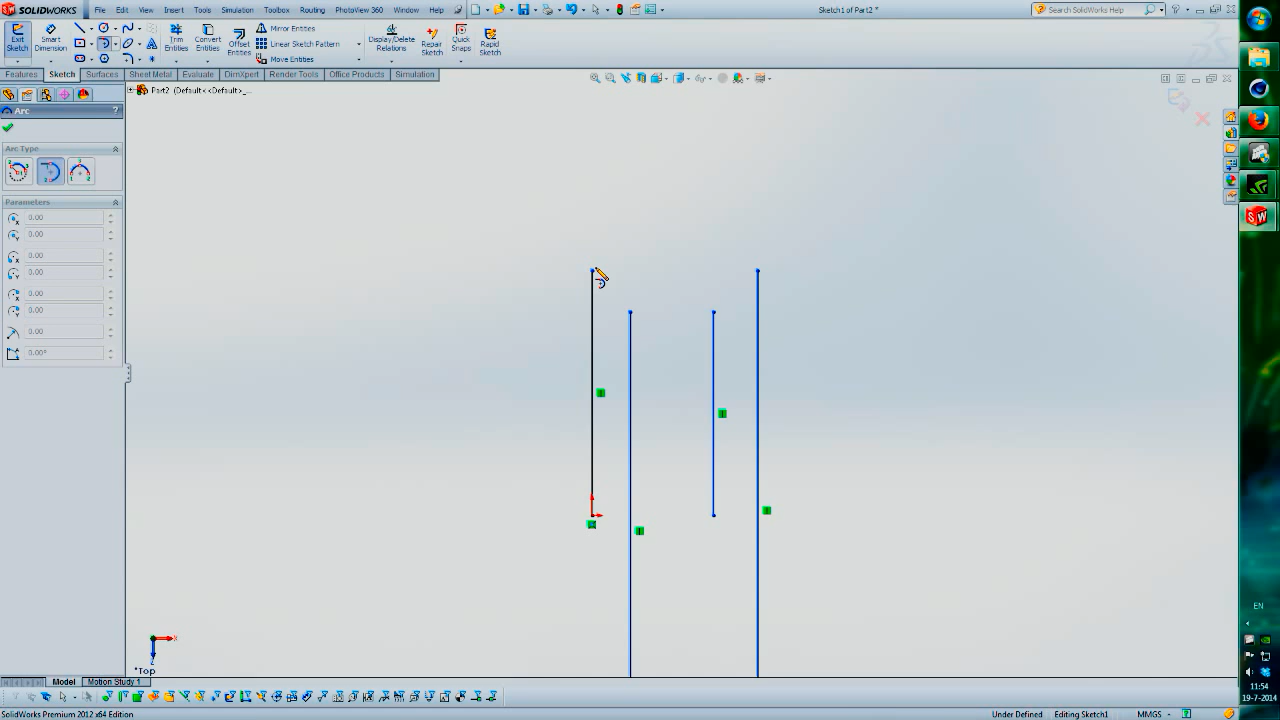 SOLIDWORKS
File Edit View Insert Tools Simulation Toolbox Routing PhotoView 360 Window Help
Sketch1 of Part2 *
Search SolidWorks Help
Exit Sketch
Smart Dimension
Trim Entities
Convert Entities
Offset Entities
Mirror Entities
Linear Sketch Pattern
Move Entities
Display/Delete Relations
Repair Sketch
Quick Snaps
Rapid Sketch
Features Sketch Surfaces Sheet Metal Evaluate DimXpert Render Tools Office Products Simulation
Part2 (Default<<Default>_...
Arc ?
Arc Type
Parameters
0.00
0.00
0.00
0.00
0.00
0.00
0.00
0.00°
X
Z
*Top
EN
11:54
19-7-2014
Model Motion Study 1
SolidWorks Premium 2012 x64 Edition
Under Defined Editing Sketch1 MMGS